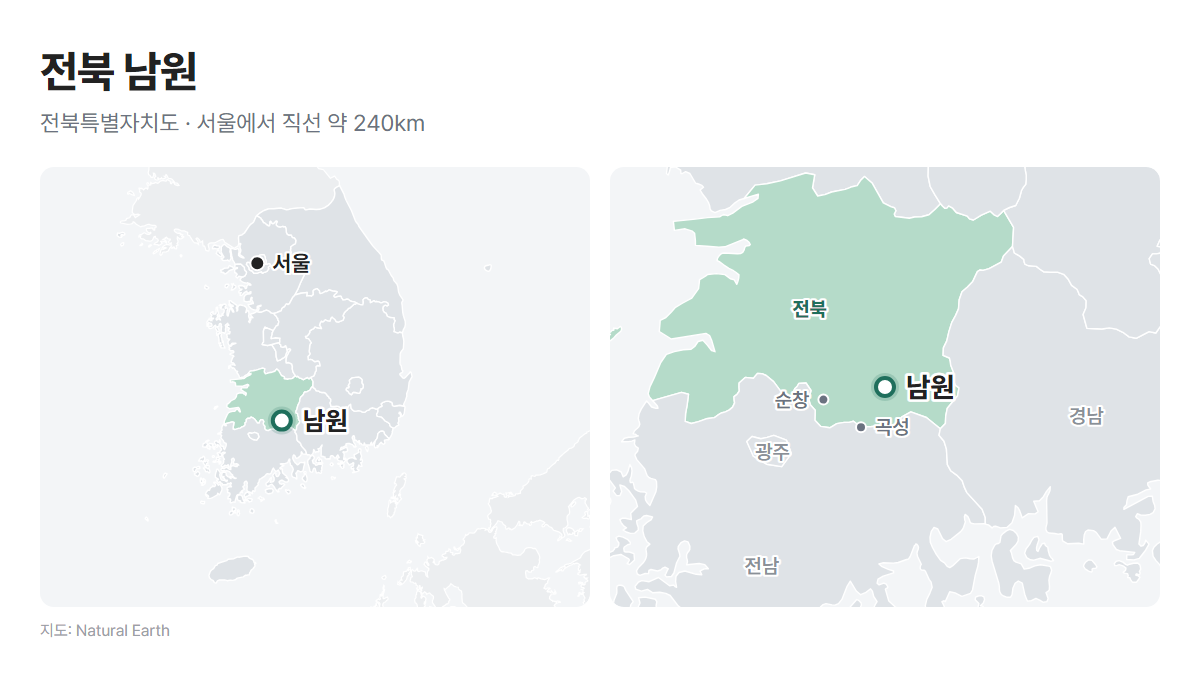 전북 남원
전북특별자치도 · 서울에서 직선 약 240km
서울
남원
전북
남원
순창
곡성
경남
광주
전남
지도: Natural Earth